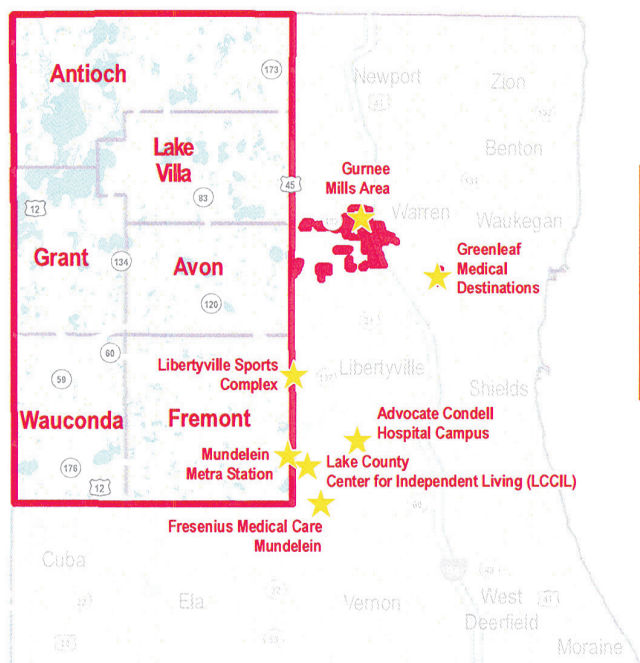 Antioch
173
Newport
41
Zion
Lake
Villa
Benton
Gurnee
Mills Area
45
83
12
Warren
Waukegan
Grant
134
Avon
Greenleaf
Medical
Destinations
120
60
Libertyville Sports
Complex
Libertyville
59
Shields
Wauconda
Fremont
Advocate Condell
Hospital Campus
Mundelein
Metra Station
Lake County
Center for Independent Living (LCCIL)
176
12
Fresenius Medical Care
Mundelein
Cuba
Ela
Vernon
West
Deerfield
Moraine